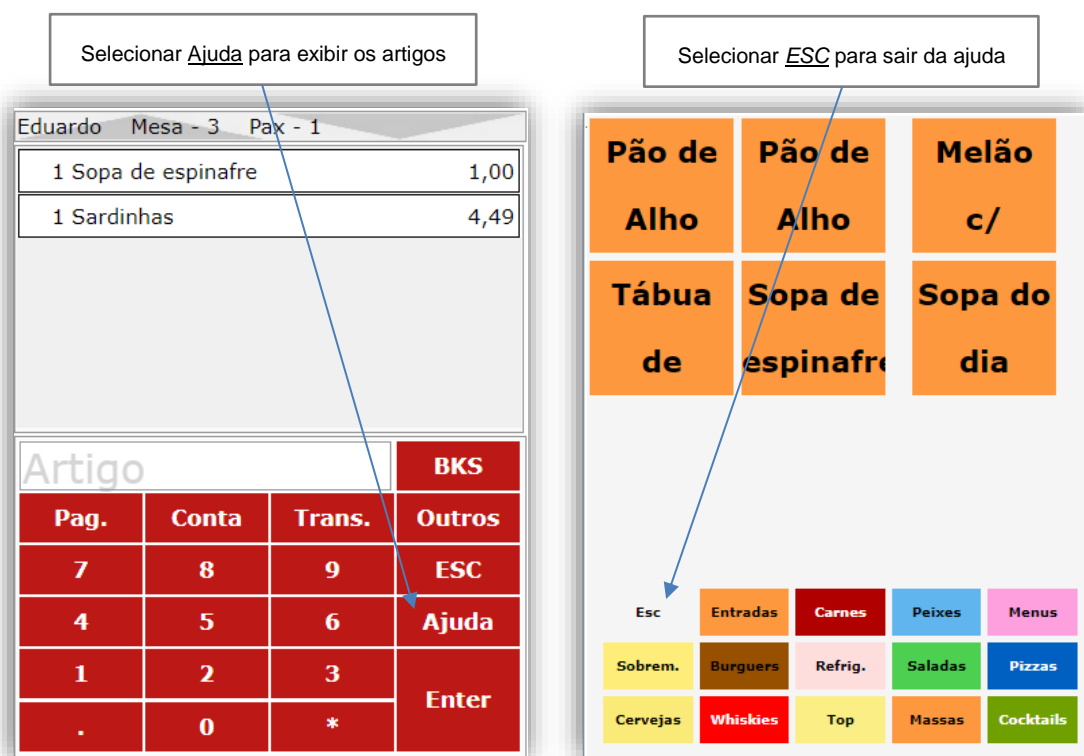 Selecionar Ajuda para exibir os artigos
Selecionar ESC para sair da ajuda
Eduardo Mesa - 3 Pax - 1
1 Sopa de espinafre 1,00
1 Sardinhas 4,49
Artigo BKS
Pag. Conta Trans. Outros
7 8 9 ESC
4 5 6 Ajuda
1 2 3
Enter
. 0 *
Pão de Pão de Melão
Alho Alho c/
Tábua Sopa de Sopa do
de espinafre dia
Esc Entradas Carnes Peixes Menus
Sobrem. Burguers Refrig. Saladas Pizzas
Cervejas Whiskies Top Massas Cocktails